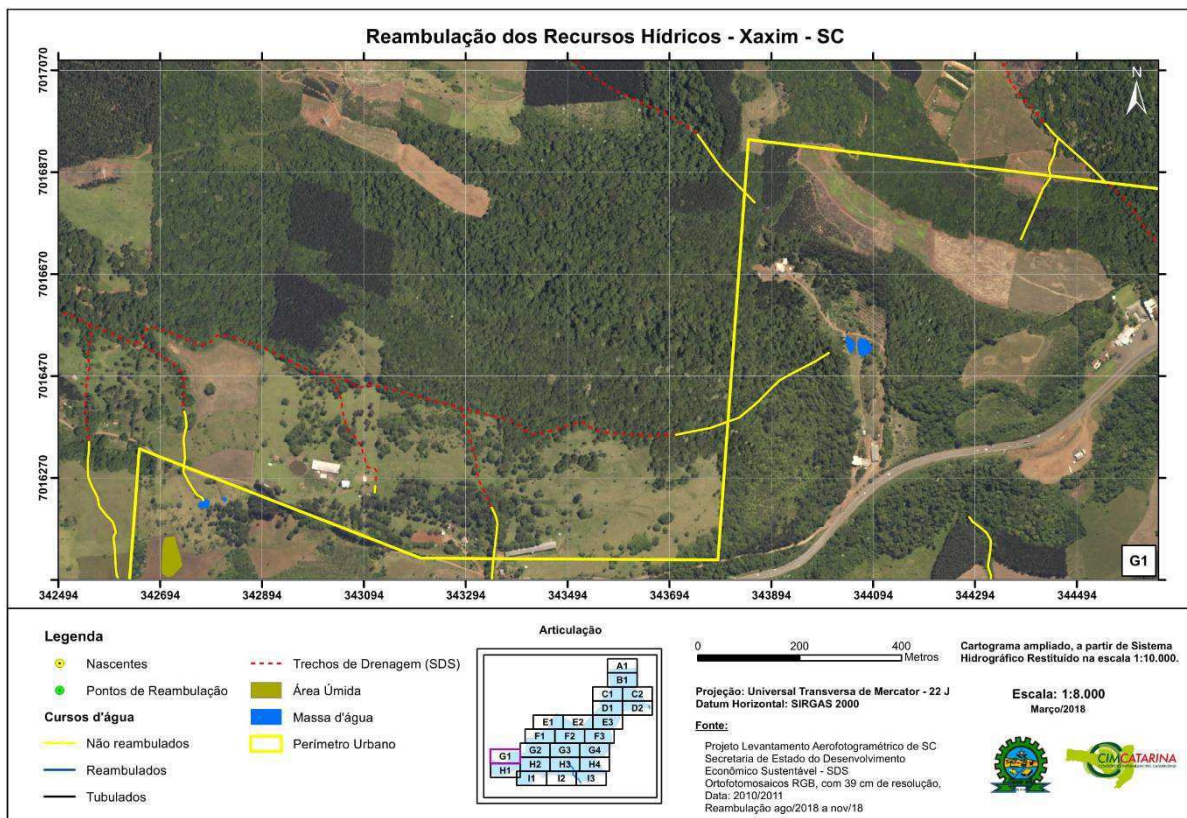 Reambulação dos Recursos Hídricos - Xaxim - SC
N
7017070
7016870
7016670
7016470
7016270
G1
342494 342694 342894 343094 343294 343494 343694 343894 344094 344294 344494
Legenda
Nascentes
Pontos de Reambulação
Cursos d'água
Não reambulados
Reambulados
Tubulados
Trechos de Drenagem (SDS)
Área Úmida
Massa d'água
Perímetro Urbano
Articulação
A1
B1
C1 C2
D1 D2
E1 E2 E3
F1 F2 F3
G1 G2 G3 G4
H1 H2 H3 H4
I1 I2 I3
0 200 400
Metros
Projeção: Universal Transversa de Mercator - 22 J
Datum Horizontal: SIRGAS 2000
Fonte:
Projeto Levantamento Aerofotogramétrico de SC
Secretaria de Estado do Desenvolvimento
Econômico Sustentável - SDS
Ortofotomosaicos RGB, com 39 cm de resolução,
Data: 2010/2011
Reambulação ago/2018 a nov/18
Cartograma ampliado, a partir de Sistema
Hidrográfico Restituído na escala 1:10.000.
Escala: 1:8.000
Março/2018
CIMCATARINA